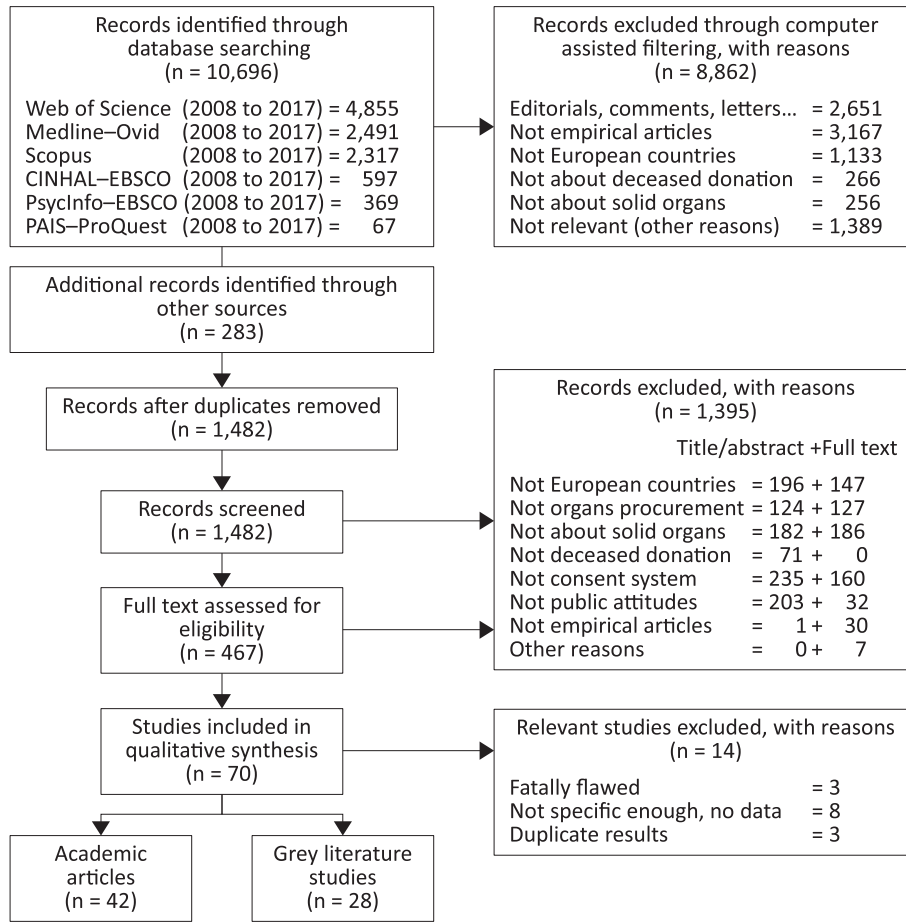 Records identified through
database searching
(n = 10,696)
Web of Science (2008 to 2017) = 4,855
Medline–Ovid (2008 to 2017) = 2,491
Scopus (2008 to 2017) = 2,317
CINHAL–EBSCO (2008 to 2017) = 597
PsycInfo–EBSCO (2008 to 2017) = 369
PAIS–ProQuest (2008 to 2017) = 67
Records excluded through computer
assisted filtering, with reasons
(n = 8,862)
Editorials, comments, letters... = 2,651
Not empirical articles = 3,167
Not European countries = 1,133
Not about deceased donation = 266
Not about solid organs = 256
Not relevant (other reasons) = 1,389
Additional records identified through
other sources
(n = 283)
Records after duplicates removed
(n = 1,482)
Records screened
(n = 1,482)
Records excluded, with reasons
(n = 1,395)
Title/abstract +Full text
Not European countries = 196 + 147
Not organs procurement = 124 + 127
Not about solid organs = 182 + 186
Not deceased donation = 71 + 0
Not consent system = 235 + 160
Not public attitudes = 203 + 32
Not empirical articles = 1 + 30
Other reasons = 0 + 7
Full text assessed for
eligibility
(n = 467)
Studies included in
qualitative synthesis
(n = 70)
Relevant studies excluded, with reasons
(n = 14)
Fatally flawed = 3
Not specific enough, no data = 8
Duplicate results = 3
Academic
articles
(n = 42)
Grey literature
studies
(n = 28)